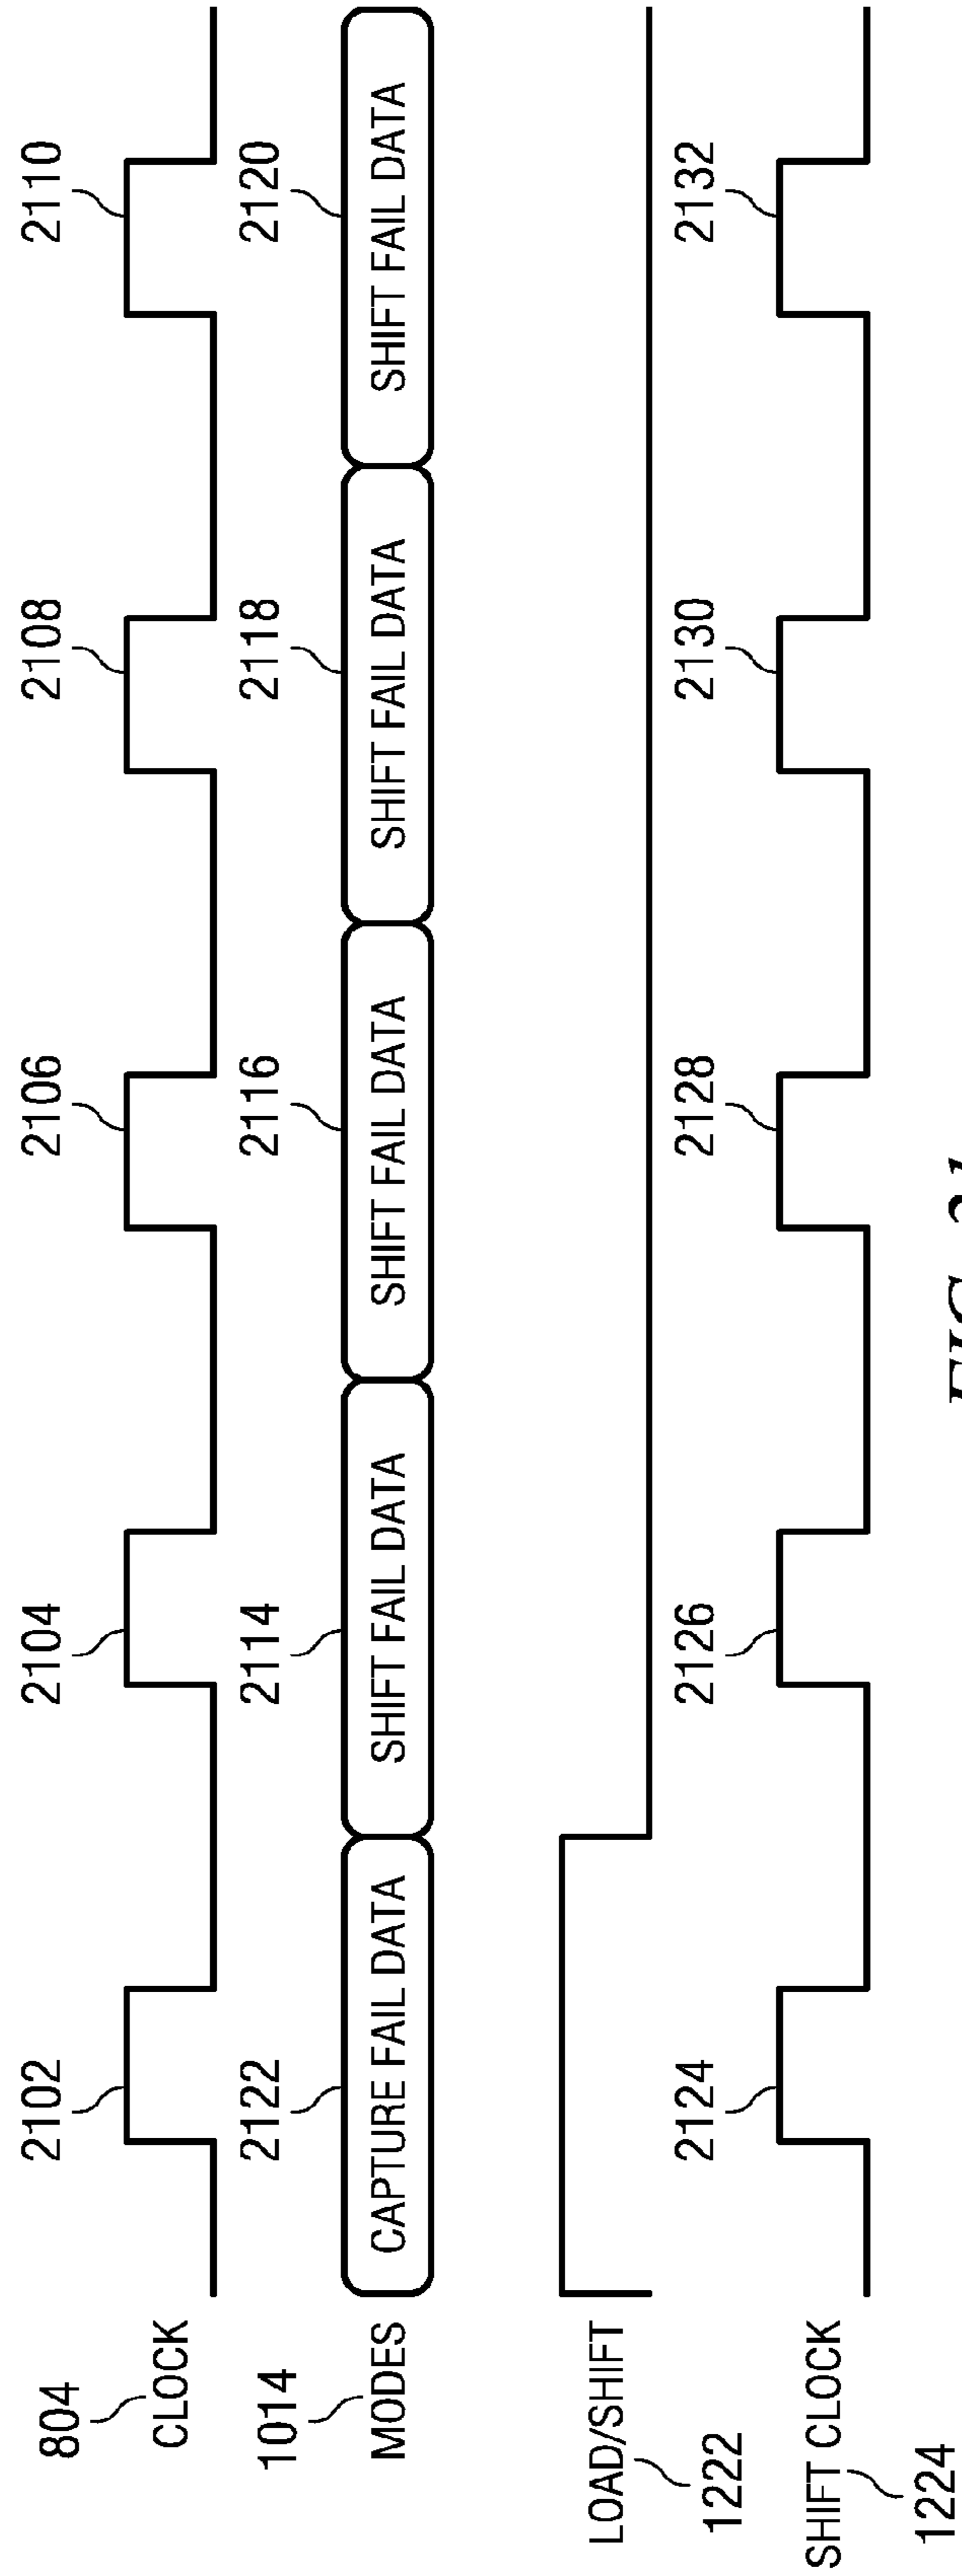 804
CLOCK
2102
2104
2106
2108
2110
1014
MODES
2122
2114
2116
2118
2120
CAPTURE FAIL DATA
SHIFT FAIL DATA
SHIFT FAIL DATA
SHIFT FAIL DATA
SHIFT FAIL DATA
LOAD/SHIFT
1222
SHIFT CLOCK
1224
2124
2126
2128
2130
2132